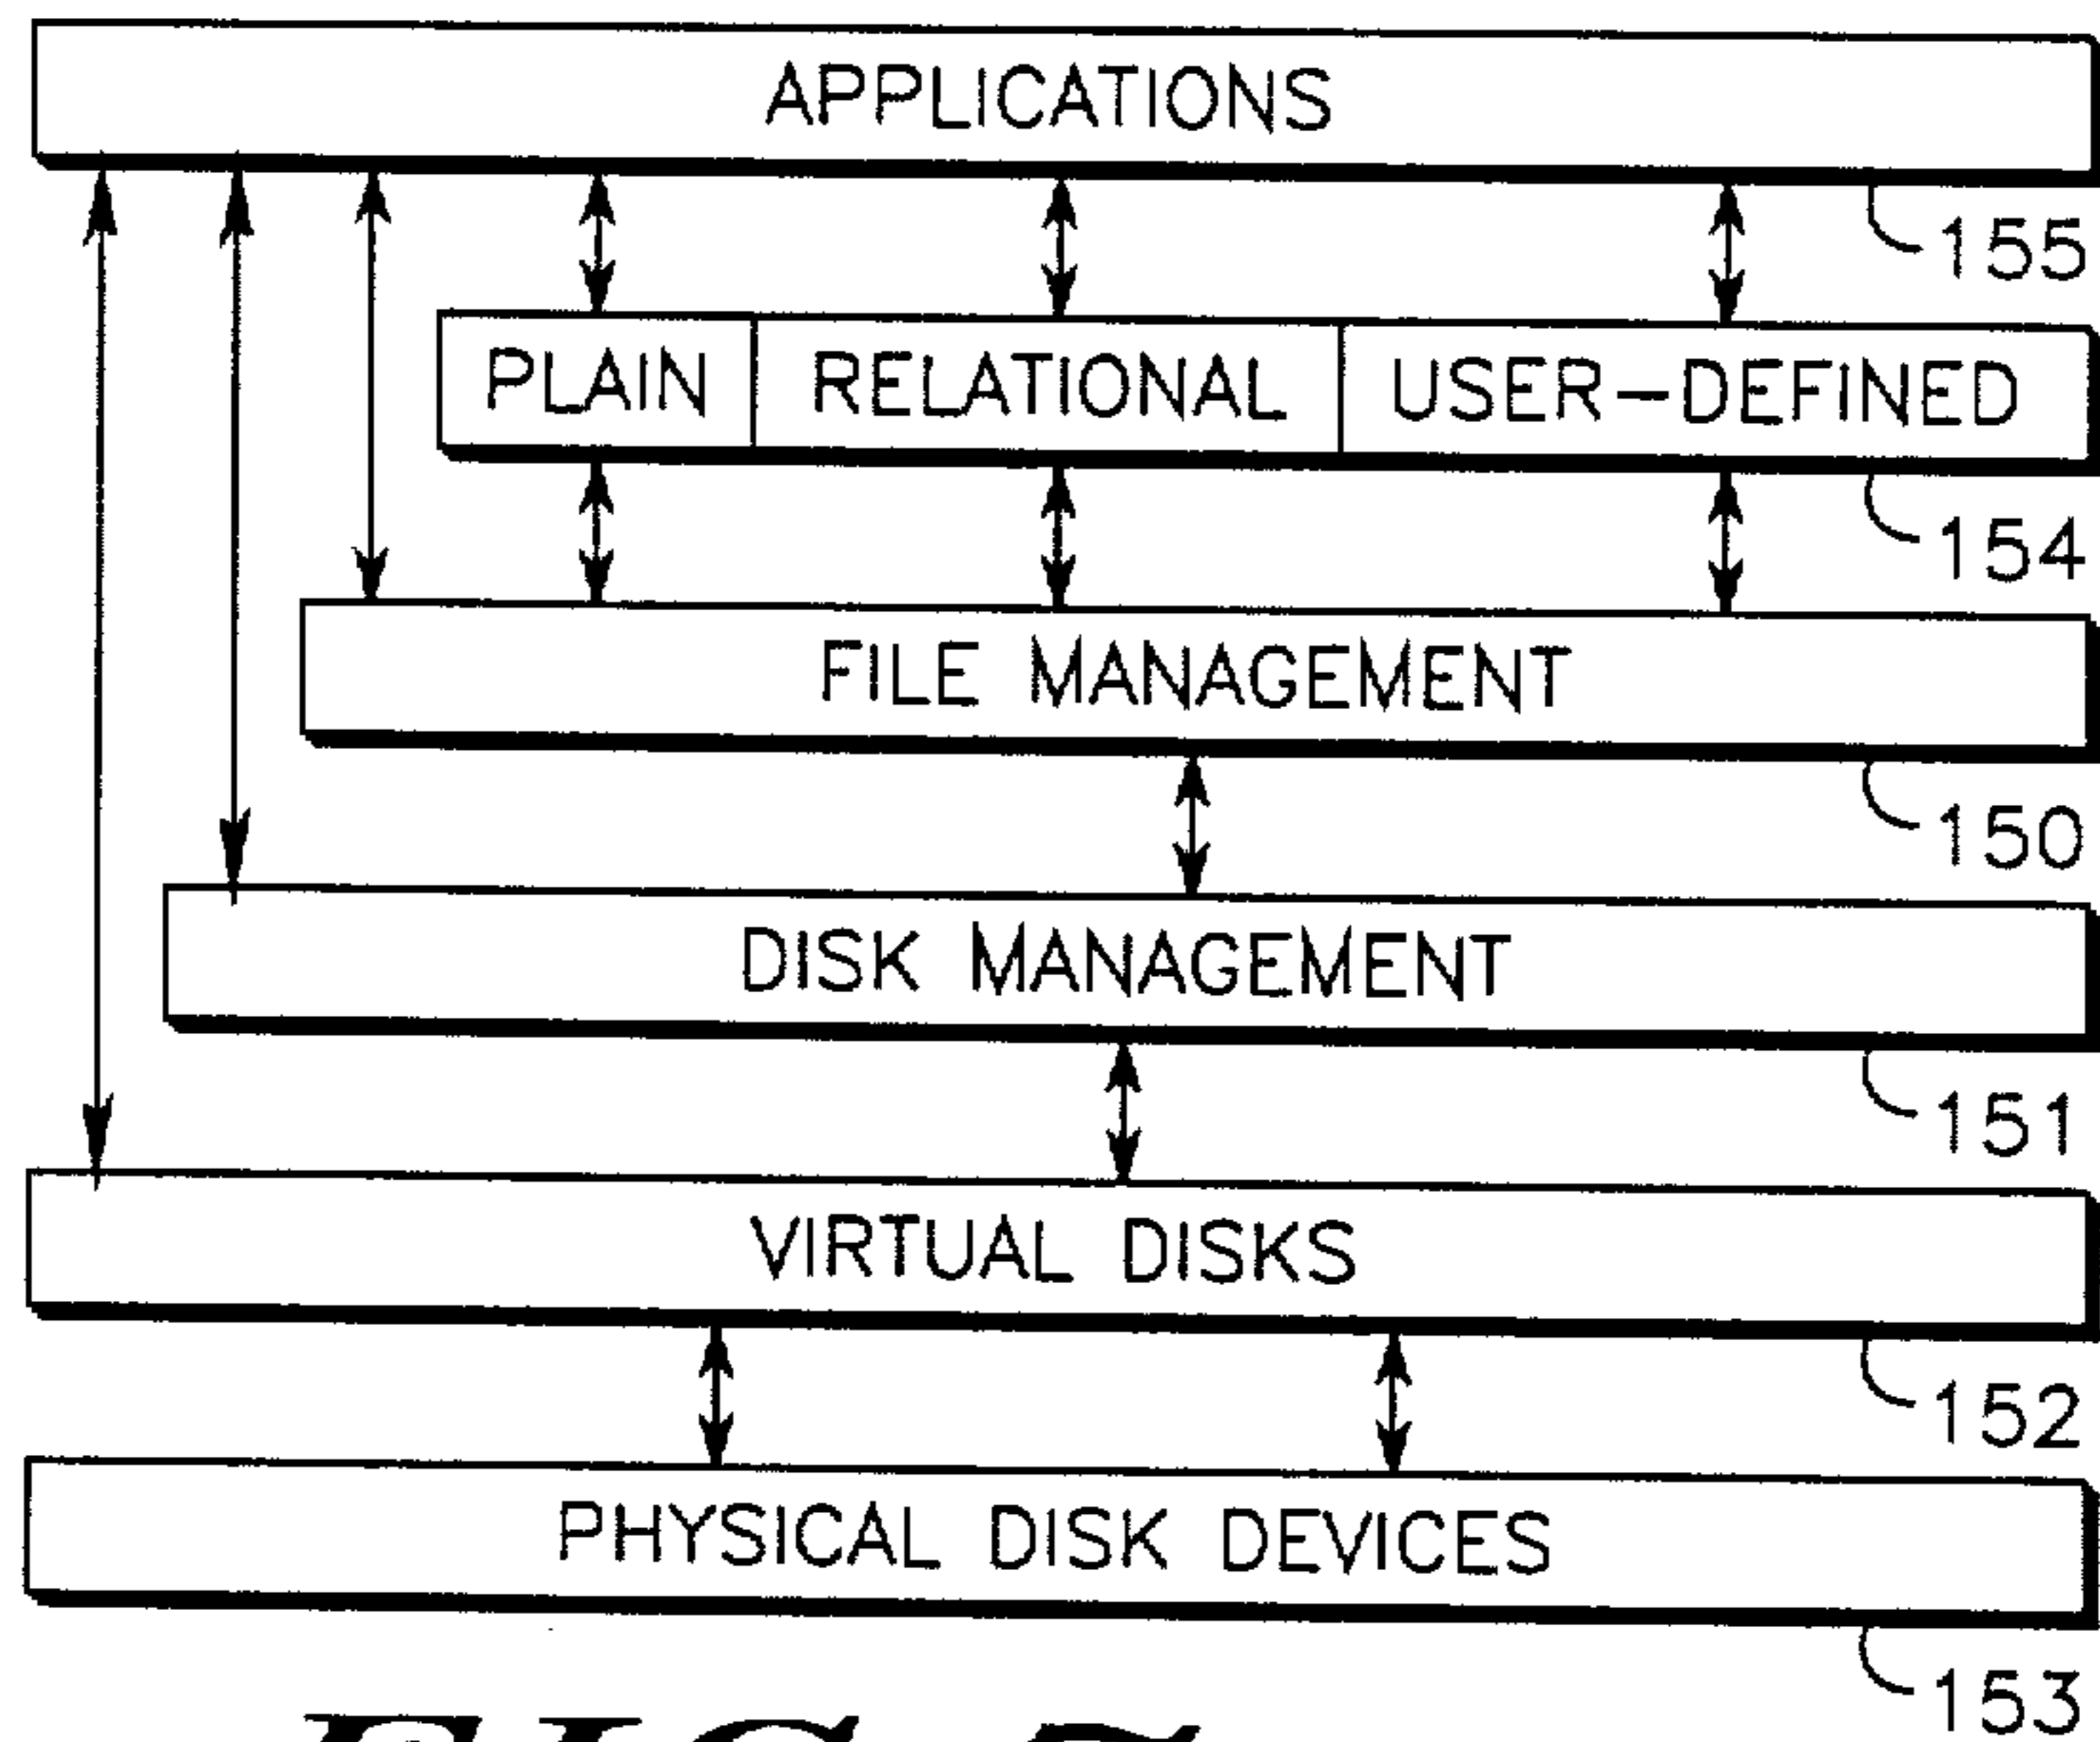 APPLICATIONS
155
PLAIN RELATIONAL USER-DEFINED
154
FILE MANAGEMENT
150
DISK MANAGEMENT
151
VIRTUAL DISKS
152
PHYSICAL DISK DEVICES
153